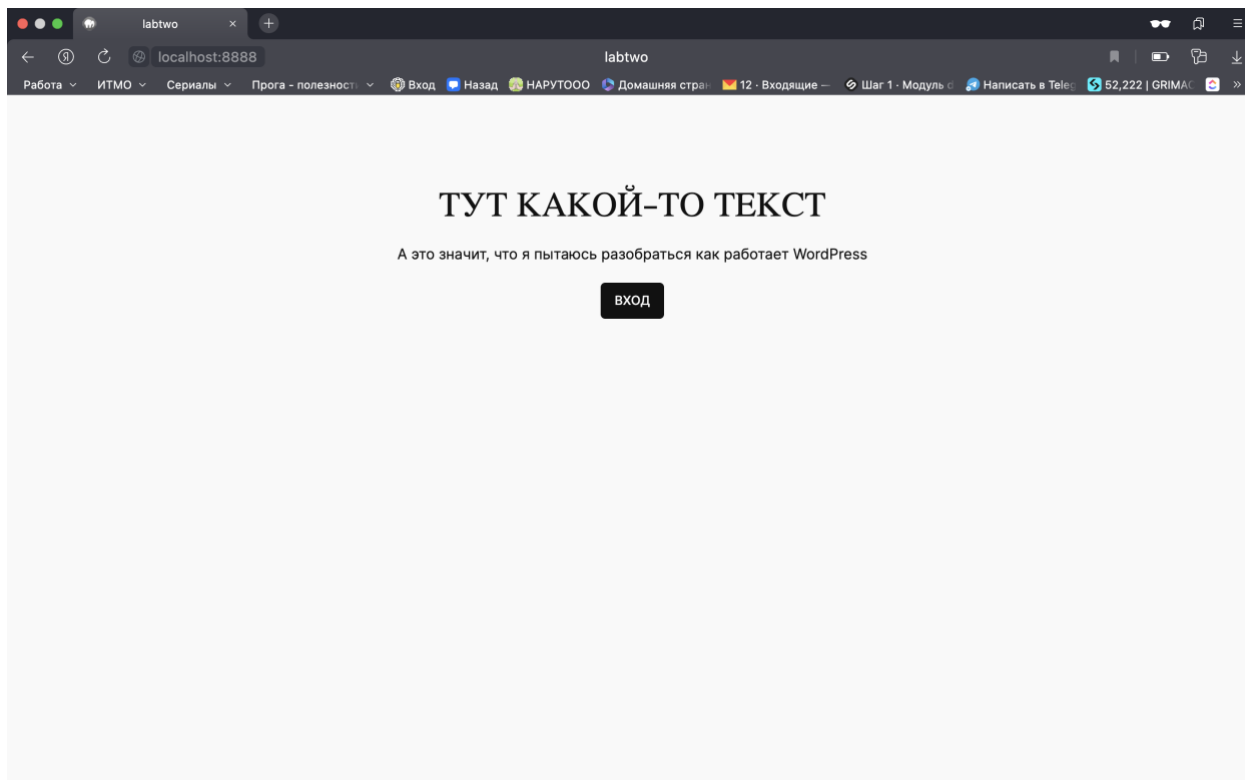 labtwo
localhost:8888
labtwo
Работа ИТМО Сериалы Прога - полезност Вход Назад НАРУТООО Домашняя стран 12 · Входящие — Шаг 1 · Модуль d Написать в Teleg 52,222 | GRIMAC
ТУТ КАКОЙ-ТО ТЕКСТ
А это значит, что я пытаюсь разобраться как работает WordPress
ВХОД